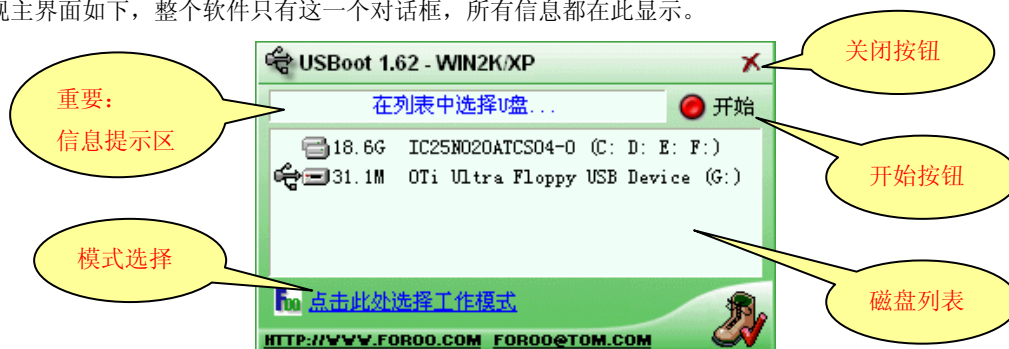 观主界面如下，整个软件只有这一个对话框，所有信息都在此显示。
USBoot 1.62 - WIN2K/XP
关闭按钮
重要：
信息提示区
在列表中选择U盘...
开始
18.6G IC25N020ATCS04-0 (C: D: E: F:)
31.1M OTi Ultra Floppy USB Device (G:)
开始按钮
模式选择
磁盘列表
Foo 点击此处选择工作模式
HTTP://WWW.FOROO.COM FOROO@TOM.COM